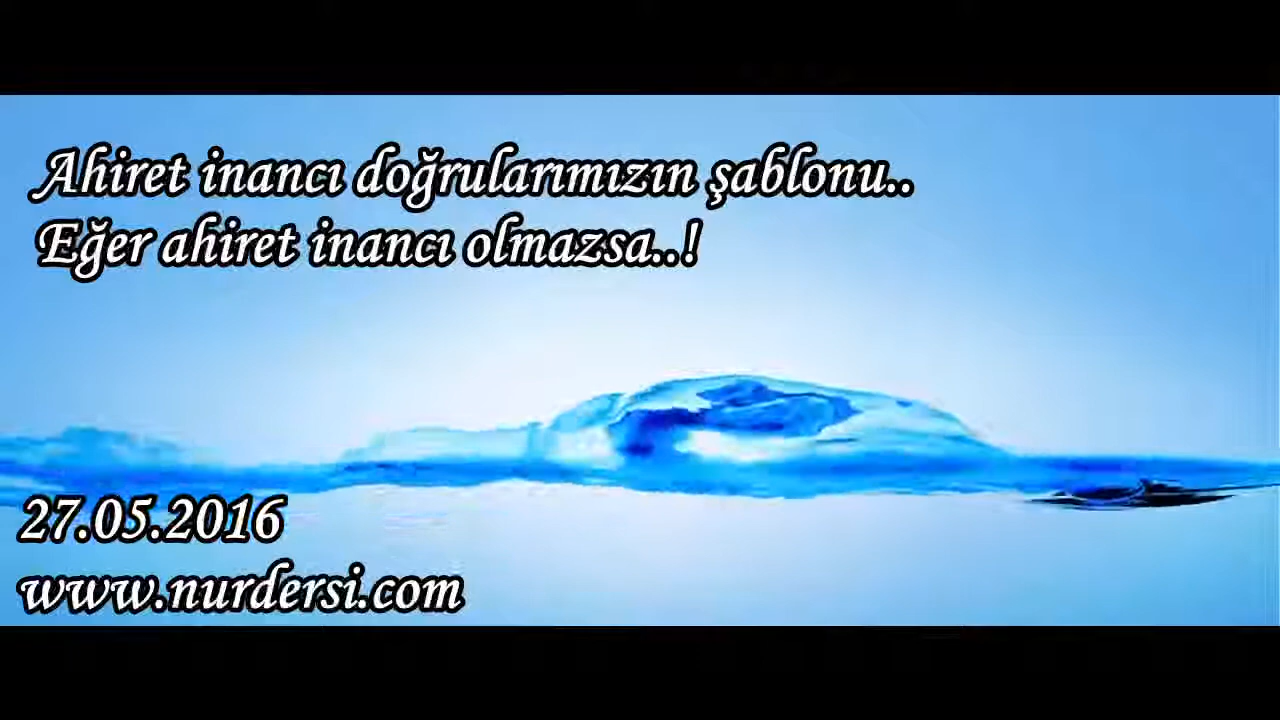 Ahiret inancı doğrularımızın şablonu..
Eğer ahiret inancı olmazsa..!
27.05.2016
www.nurdersi.com